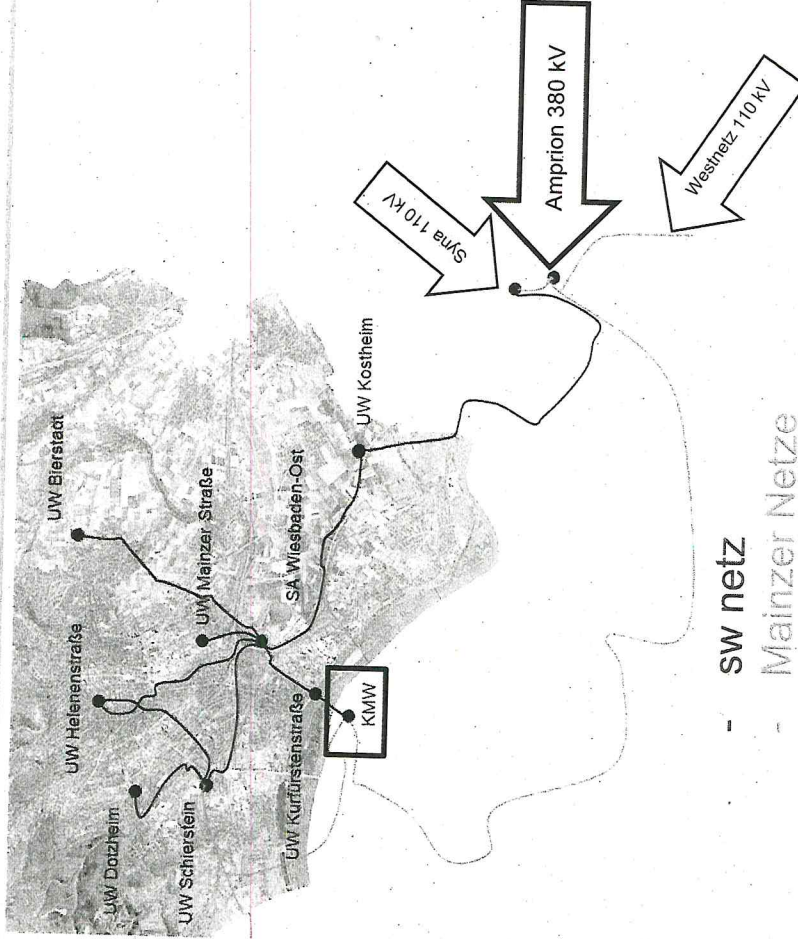 UW Bierstadt
UW Helenenstraße
UW Mainzer Straße
UW Dotzheim
UW Schierstein
SA Wiesbaden-Ost
UW Kostheim
UW Kurfürstenstraße
KMW
Syna 110 kV
Amprion 380 kV
Westnetz 110 kV
- sw netz
- Mainzer Netze